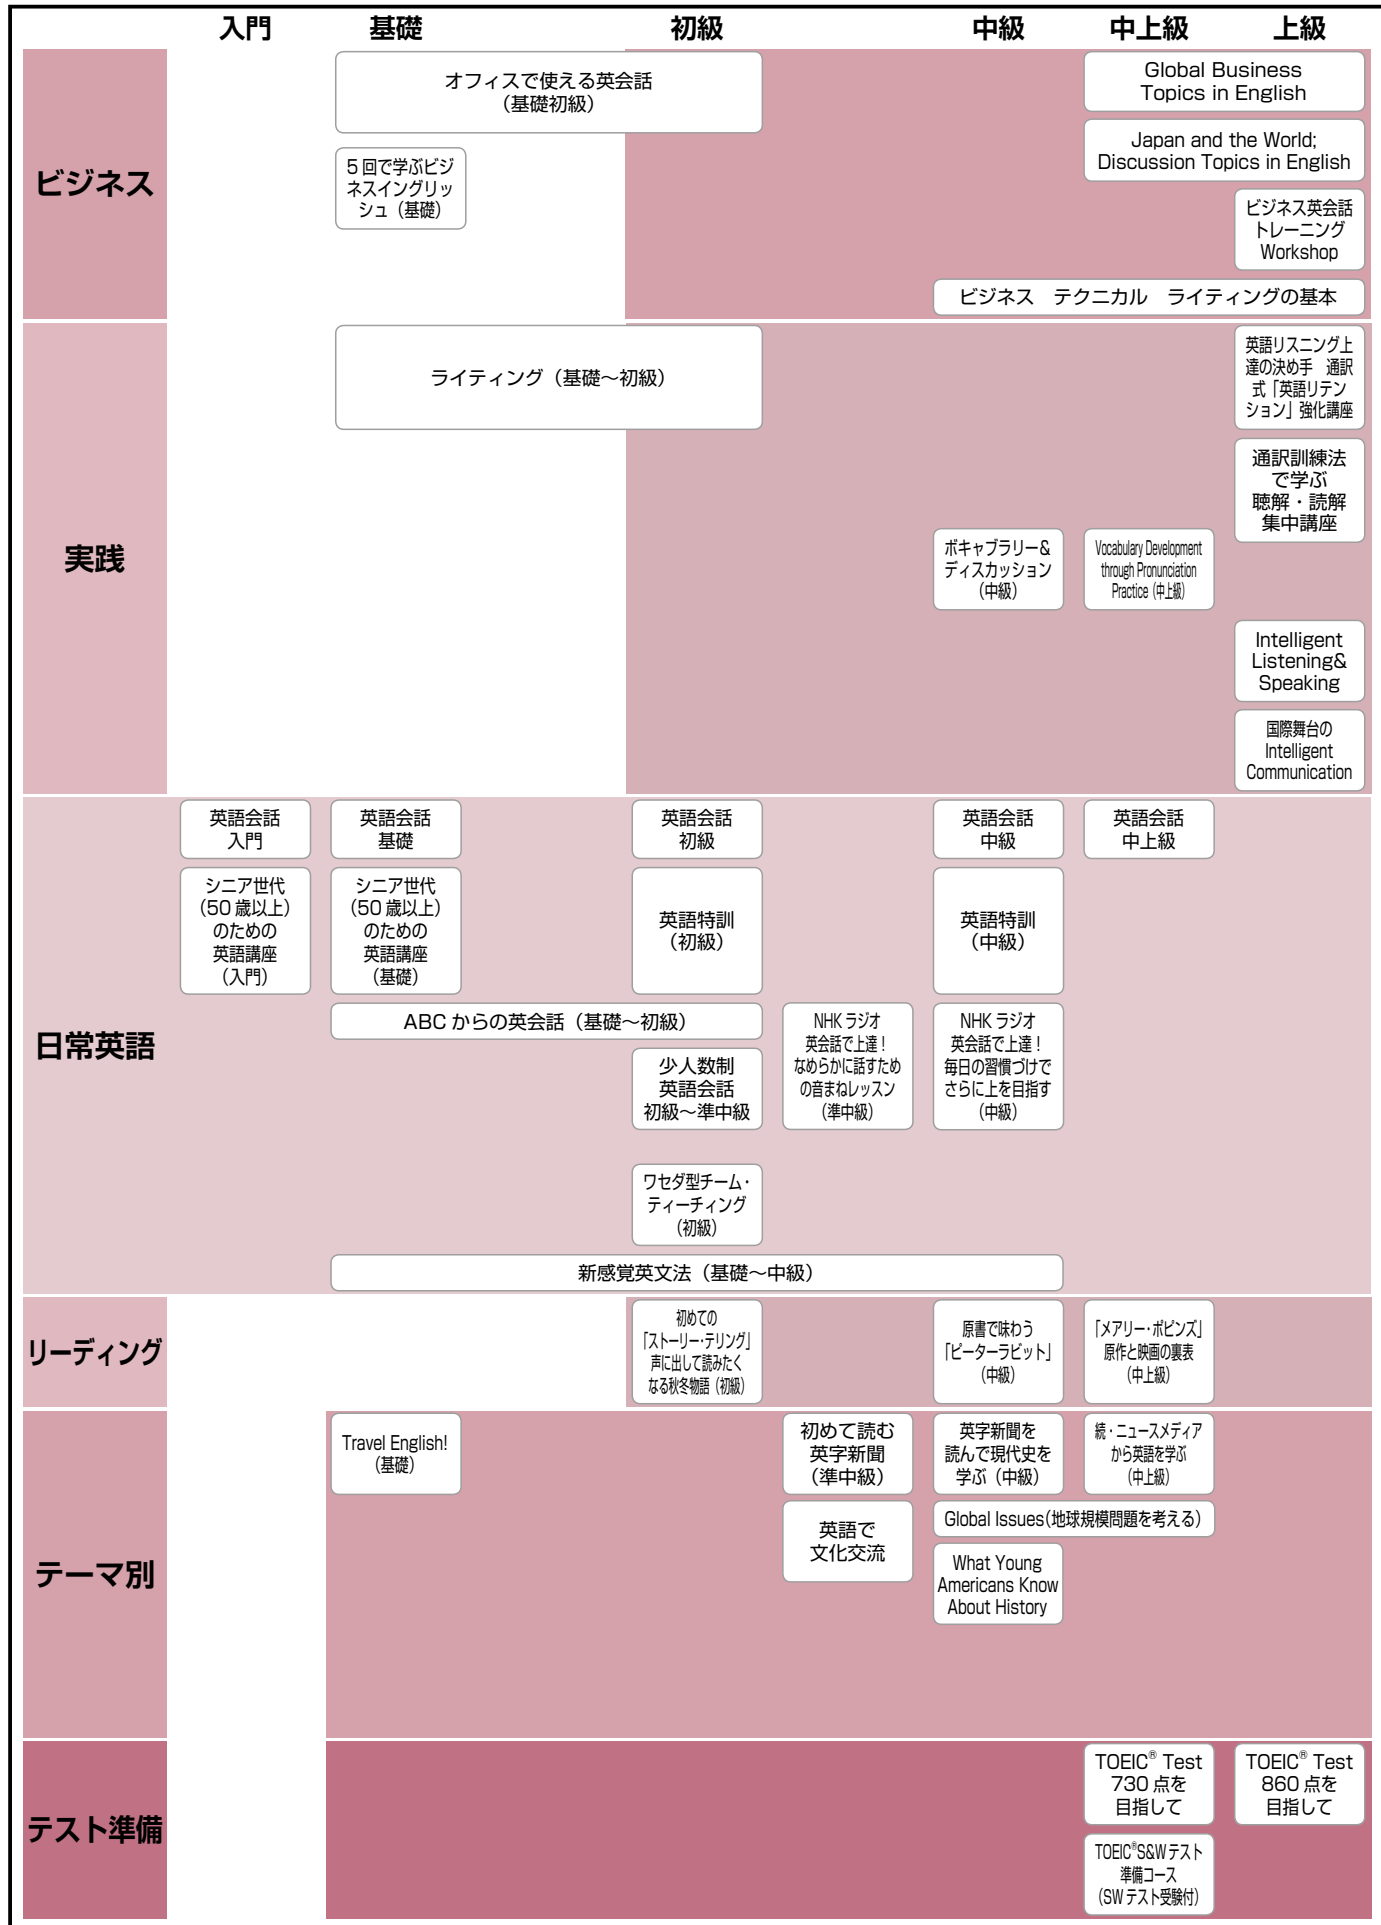 入門 基礎 初級 中級 中上級 上級
ビジネス
オフィスで使える英会話
（基礎初級）
Global Business
Topics in English
Japan and the World;
Discussion Topics in English
5回で学ぶビジ
ネスイングリッ
シュ（基礎）
ビジネス英会話
トレーニング
Workshop
ビジネス　テクニカル　ライティングの基本
実践
ライティング（基礎〜初級）
英語リスニング上
達の決め手　通訳
式「英語リテン
ション」強化講座
通訳訓練法
で学ぶ
聴解・読解
集中講座
ボキャブラリー&
ディスカッション
（中級）
Vocabulary Development
through Pronunciation
Practice（中上級）
Intelligent
Listening&
Speaking
国際舞台の
Intelligent
Communication
日常英語
英語会話
入門
英語会話
基礎
英語会話
初級
英語会話
中級
英語会話
中上級
シニア世代
（50歳以上）
のための
英語講座
（入門）
シニア世代
（50歳以上）
のための
英語講座
（基礎）
英語特訓
（初級）
英語特訓
（中級）
ABCからの英会話（基礎〜初級）
NHKラジオ
英会話で上達！
なめらかに話すため
の音まねレッスン
（準中級）
NHKラジオ
英会話で上達！
毎日の習慣づけで
さらに上を目指す
（中級）
少人数制
英語会話
初級〜準中級
ワセダ型チーム・
ティーチィング
（初級）
新感覚英文法（基礎〜中級）
リーディング
初めての
「ストーリー・テリング」
声に出して読みたく
なる秋冬物語（初級）
原書で味わう
「ピーターラビット」
（中級）
「メアリー・ポピンズ」
原作と映画の裏表
（中上級）
テーマ別
Travel English!
（基礎）
初めて読む
英字新聞
（準中級）
英字新聞を
読んで現代史を
学ぶ（中級）
続・ニュースメディア
から英語を学ぶ
（中上級）
英語で
文化交流
Global Issues（地球規模問題を考える）
What Young
Americans Know
About History
テスト準備
TOEIC® Test
730点を
目指して
TOEIC® Test
860点を
目指して
TOEIC®S&Wテスト
準備コース
（SWテスト受験付）